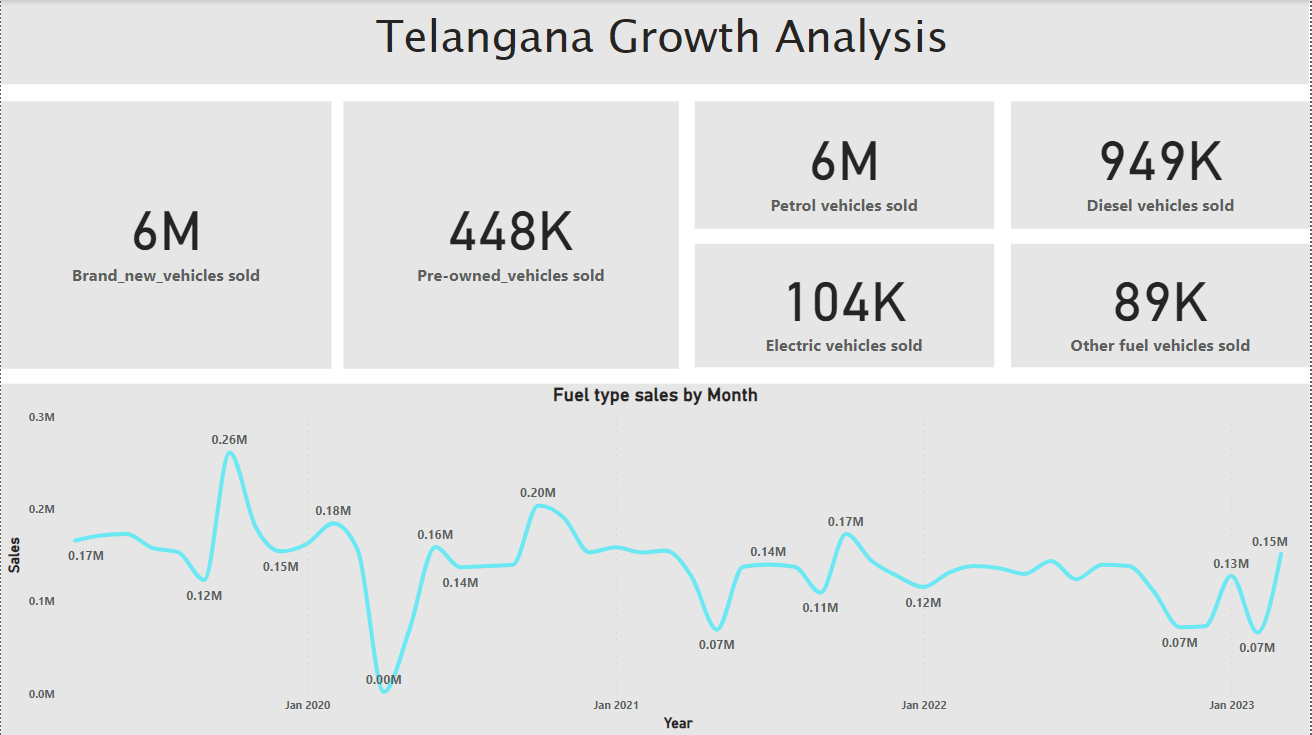 Telangana Growth Analysis
6M
Brand_new_vehicles sold
448K
Pre-owned_vehicles sold
6M
Petrol vehicles sold
949K
Diesel vehicles sold
104K
Electric vehicles sold
89K
Other fuel vehicles sold
Fuel type sales by Month
Sales
0.3M
0.2M
0.1M
0.0M
0.17M
0.12M
0.26M
0.15M
0.18M
0.00M
0.16M
0.14M
0.20M
0.07M
0.14M
0.11M
0.17M
0.12M
0.07M
0.13M
0.07M
0.15M
Jan 2020
Jan 2021
Jan 2022
Jan 2023
Year